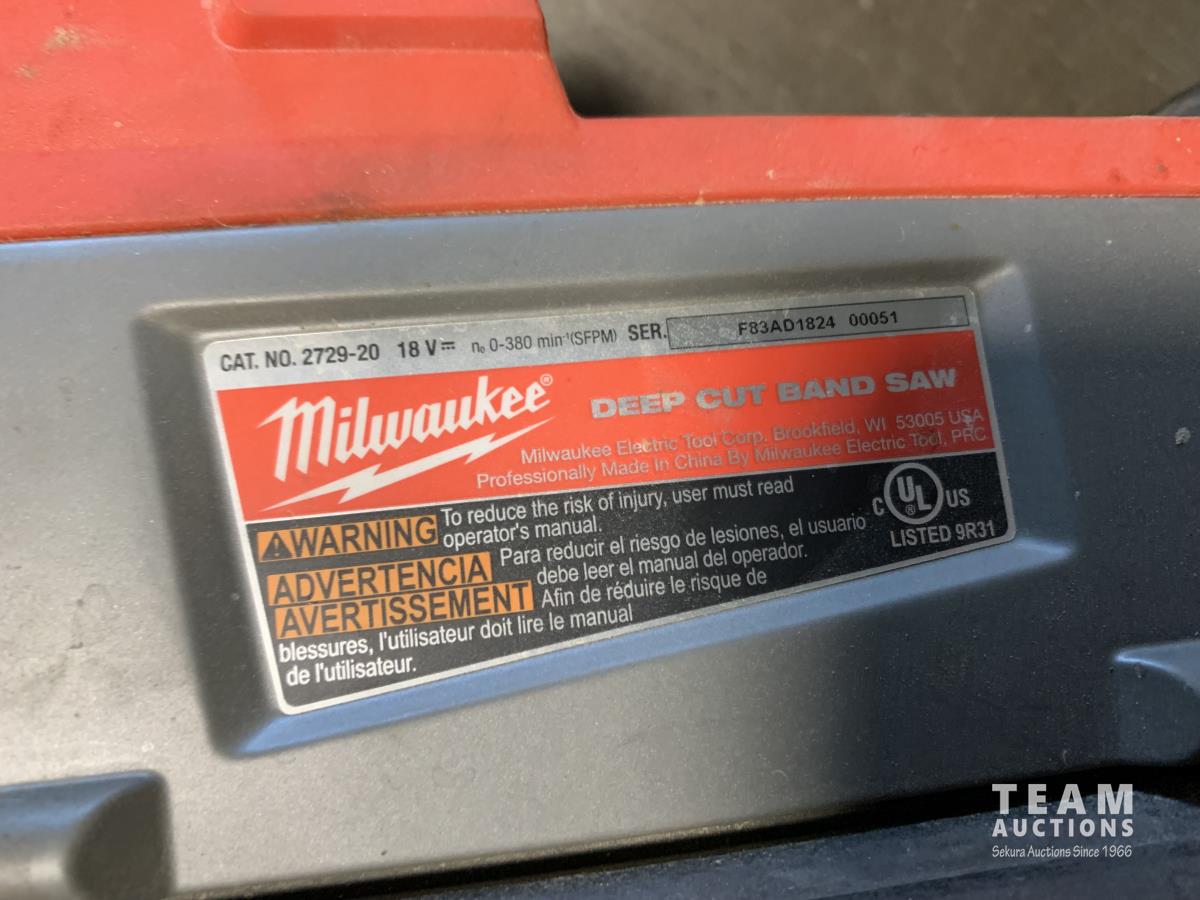 CAT. NO. 2729-20 18 V⎓ n₀ 0-380 min⁻¹(SFPM) SER. F83AD1824 00051
Milwaukee® DEEP CUT BAND SAW
Milwaukee Electric Tool Corp. Brookfield, WI 53005 USA
Professionally Made in China By Milwaukee Electric Tool, PRC
⚠WARNING To reduce the risk of injury, user must read
operator's manual.
ADVERTENCIA Para reducir el riesgo de lesiones, el usuario
debe leer el manual del operador.
AVERTISSEMENT Afin de réduire le risque de
blessures, l'utilisateur doit lire le manual
de l'utilisateur.
C UL® US
LISTED 9R31
TEAM
AUCTIONS
Sekura Auctions Since 1966